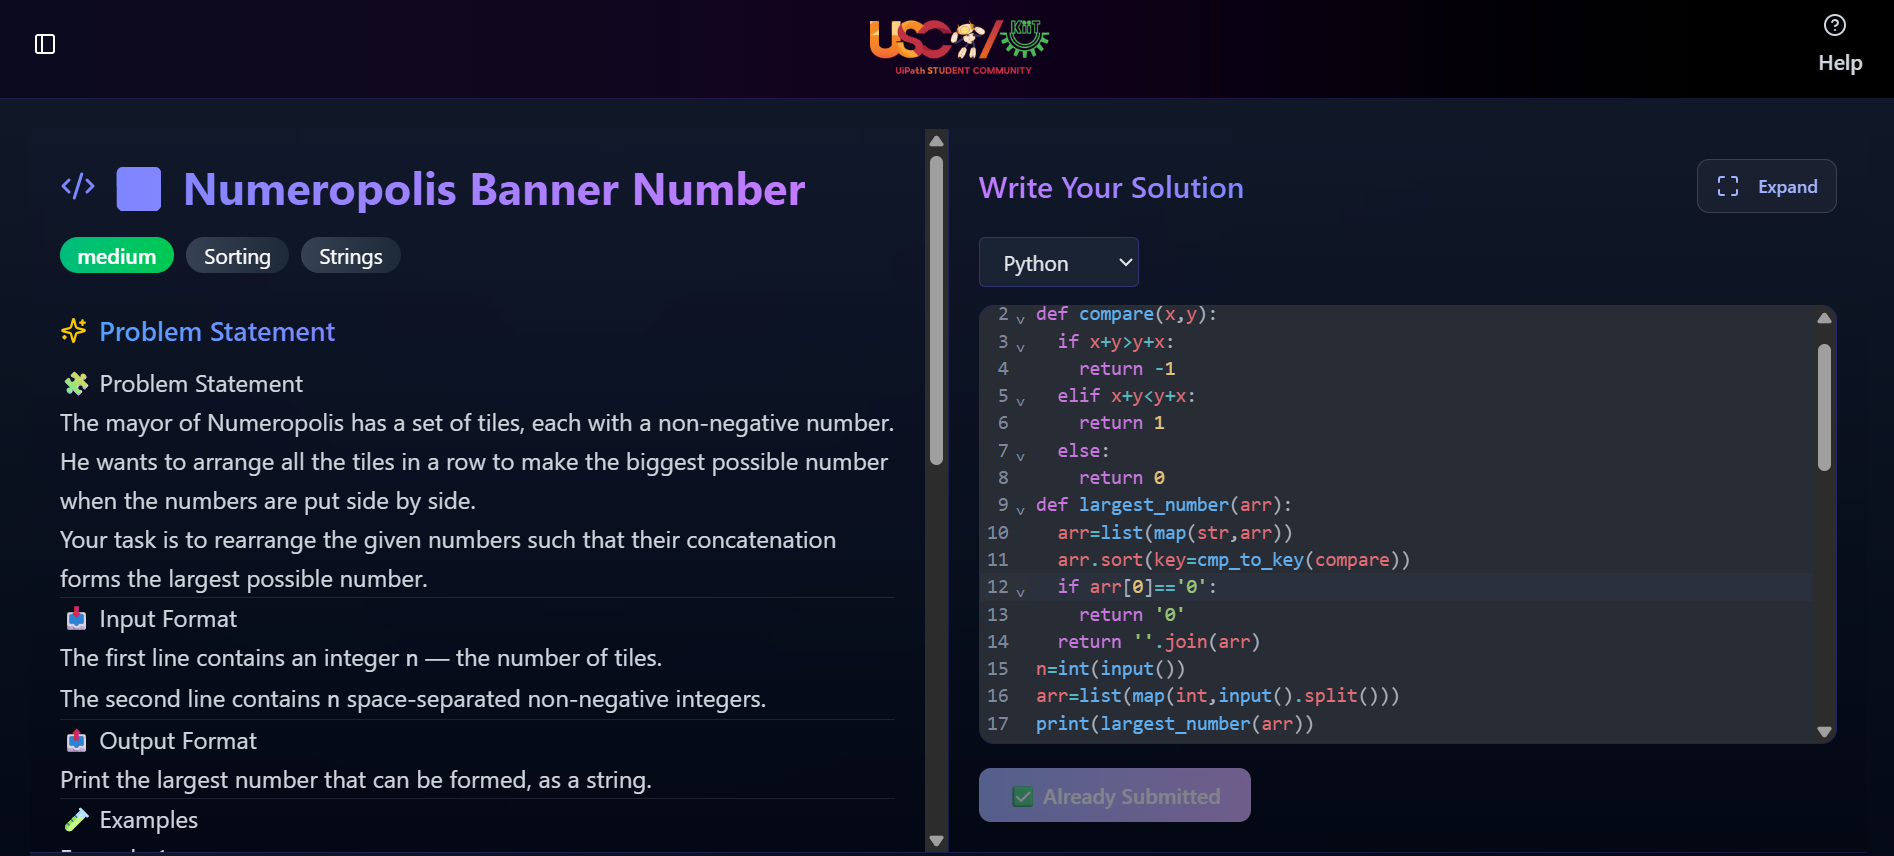 USC/KiiT
UiPath STUDENT COMMUNITY
Help
</> Numeropolis Banner Number
medium Sorting Strings
Problem Statement
Problem Statement
The mayor of Numeropolis has a set of tiles, each with a non-negative number.
He wants to arrange all the tiles in a row to make the biggest possible number
when the numbers are put side by side.
Your task is to rearrange the given numbers such that their concatenation
forms the largest possible number.
Input Format
The first line contains an integer n — the number of tiles.
The second line contains n space-separated non-negative integers.
Output Format
Print the largest number that can be formed, as a string.
Examples
Write Your Solution
Expand
Python
2 def compare(x,y):
3   if x+y>y+x:
4     return -1
5   elif x+y<y+x:
6     return 1
7   else:
8     return 0
9 def largest_number(arr):
10   arr=list(map(str,arr))
11   arr.sort(key=cmp_to_key(compare))
12   if arr[0]=='0':
13     return '0'
14   return ''.join(arr)
15 n=int(input())
16 arr=list(map(int,input().split()))
17 print(largest_number(arr))
Already Submitted